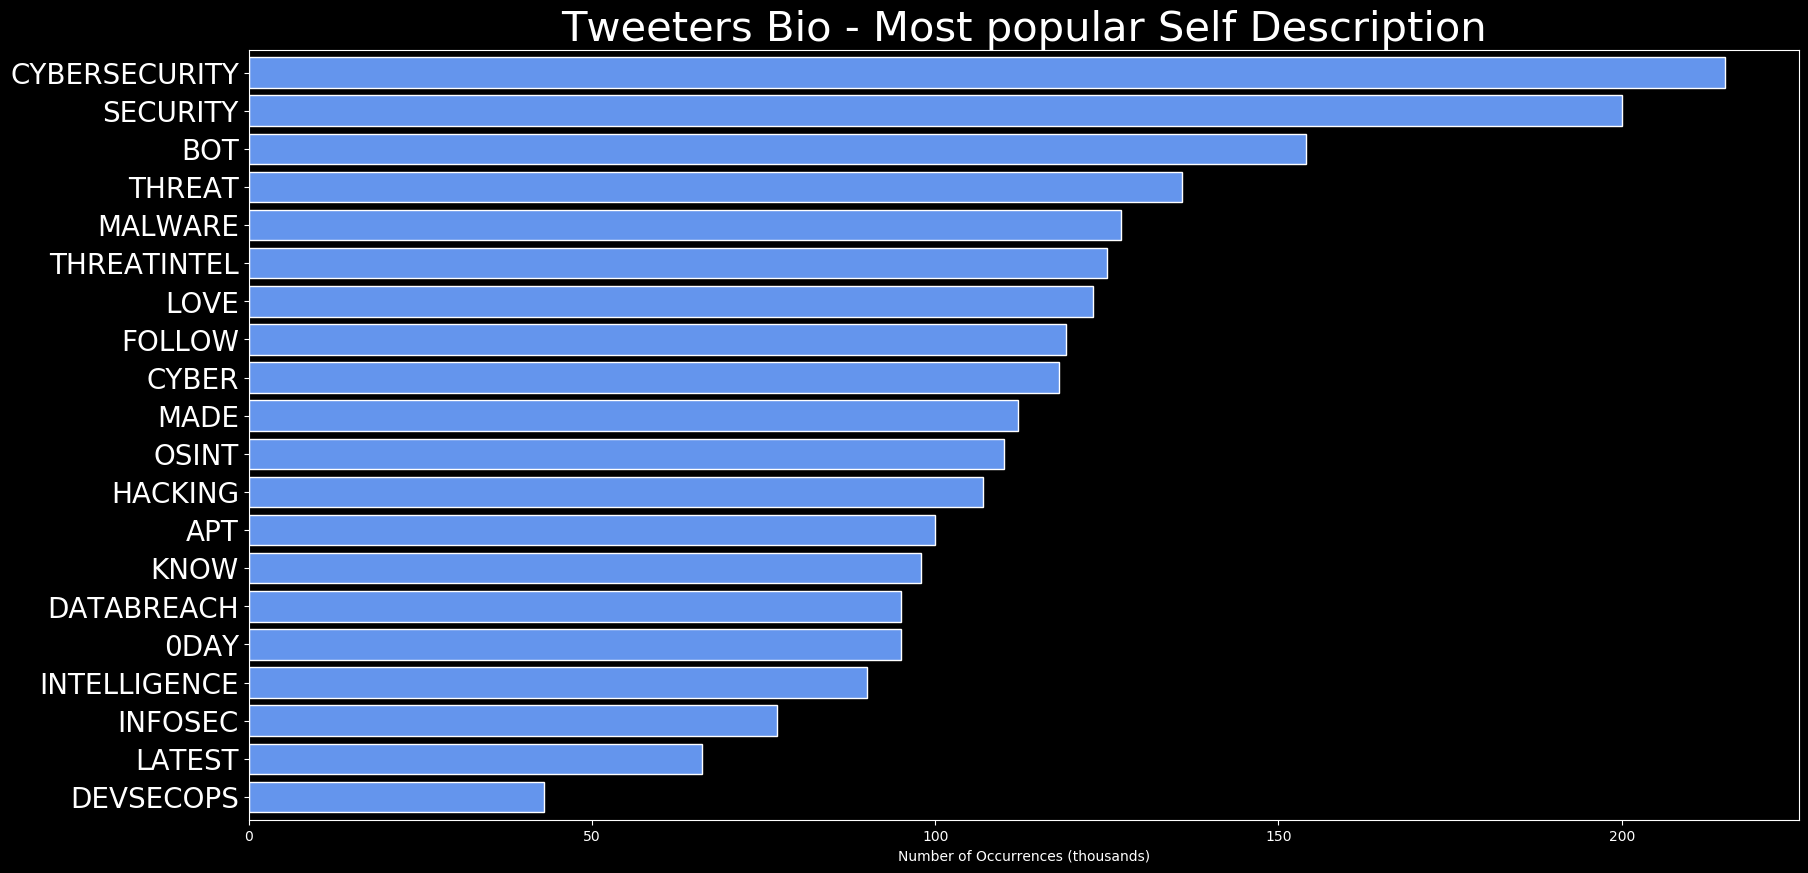 Tweeters Bio - Most popular Self Description
CYBERSECURITY
SECURITY
BOT
THREAT
MALWARE
THREATINTEL
LOVE
FOLLOW
CYBER
MADE
OSINT
HACKING
APT
KNOW
DATABREACH
0DAY
INTELLIGENCE
INFOSEC
LATEST
DEVSECOPS
0 50 100 150 200
Number of Occurrences (thousands)